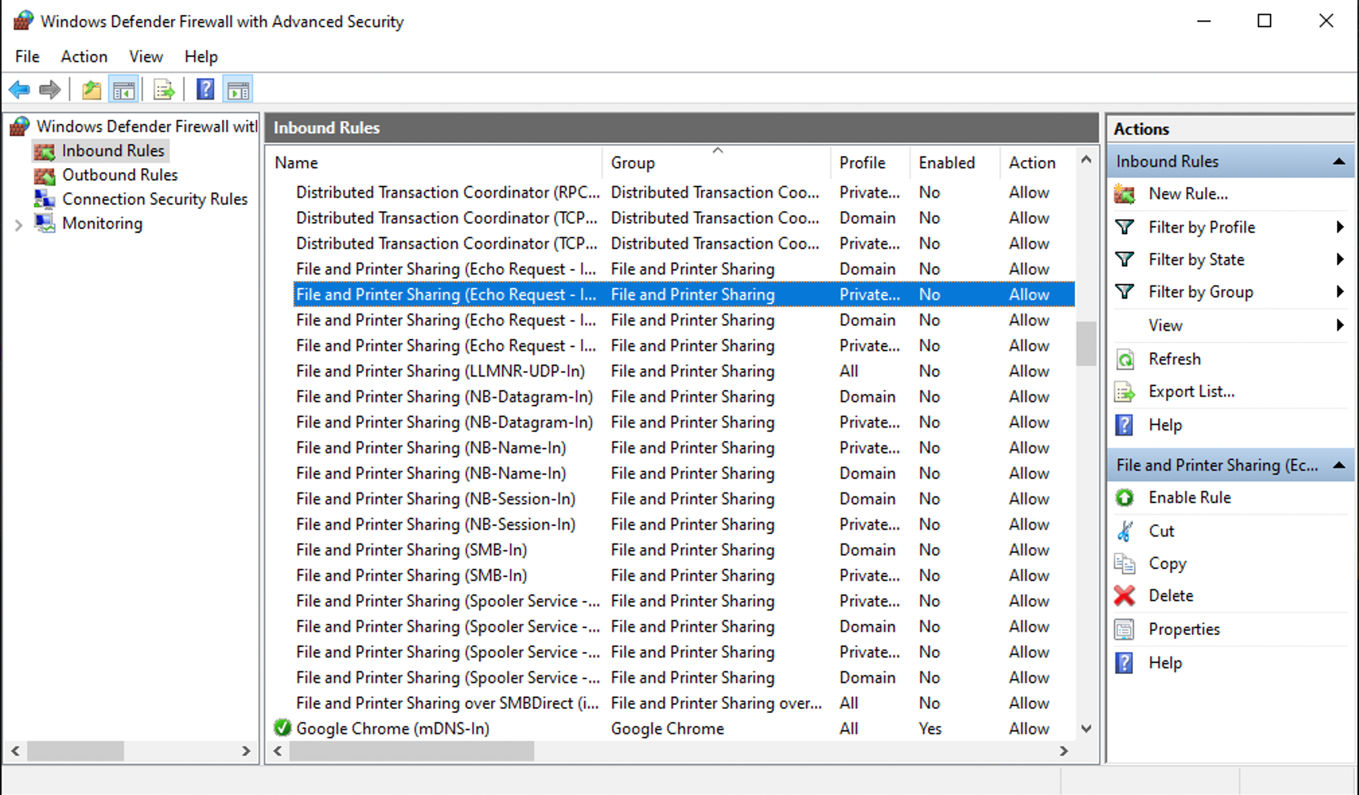 Windows Defender Firewall with Advanced Security
File Action View Help
Windows Defender Firewall witl
Inbound Rules
Outbound Rules
Connection Security Rules
Monitoring
Inbound Rules
Name Group Profile Enabled Action
Distributed Transaction Coordinator (RPC... Distributed Transaction Coo... Private... No Allow
Distributed Transaction Coordinator (TCP... Distributed Transaction Coo... Domain No Allow
Distributed Transaction Coordinator (TCP... Distributed Transaction Coo... Private... No Allow
File and Printer Sharing (Echo Request - I... File and Printer Sharing Domain No Allow
File and Printer Sharing (Echo Request - I... File and Printer Sharing Private... No Allow
File and Printer Sharing (Echo Request - I... File and Printer Sharing Domain No Allow
File and Printer Sharing (Echo Request - I... File and Printer Sharing Private... No Allow
File and Printer Sharing (LLMNR-UDP-In) File and Printer Sharing All No Allow
File and Printer Sharing (NB-Datagram-In) File and Printer Sharing Domain No Allow
File and Printer Sharing (NB-Datagram-In) File and Printer Sharing Private... No Allow
File and Printer Sharing (NB-Name-In) File and Printer Sharing Private... No Allow
File and Printer Sharing (NB-Name-In) File and Printer Sharing Domain No Allow
File and Printer Sharing (NB-Session-In) File and Printer Sharing Domain No Allow
File and Printer Sharing (NB-Session-In) File and Printer Sharing Private... No Allow
File and Printer Sharing (SMB-In) File and Printer Sharing Domain No Allow
File and Printer Sharing (SMB-In) File and Printer Sharing Private... No Allow
File and Printer Sharing (Spooler Service -... File and Printer Sharing Private... No Allow
File and Printer Sharing (Spooler Service -... File and Printer Sharing Domain No Allow
File and Printer Sharing (Spooler Service -... File and Printer Sharing Private... No Allow
File and Printer Sharing (Spooler Service -... File and Printer Sharing Domain No Allow
File and Printer Sharing over SMBDirect (i... File and Printer Sharing over... All No Allow
Google Chrome (mDNS-In) Google Chrome All Yes Allow
Actions
Inbound Rules
New Rule...
Filter by Profile
Filter by State
Filter by Group
View
Refresh
Export List...
Help
File and Printer Sharing (Ec...
Enable Rule
Cut
Copy
Delete
Properties
Help